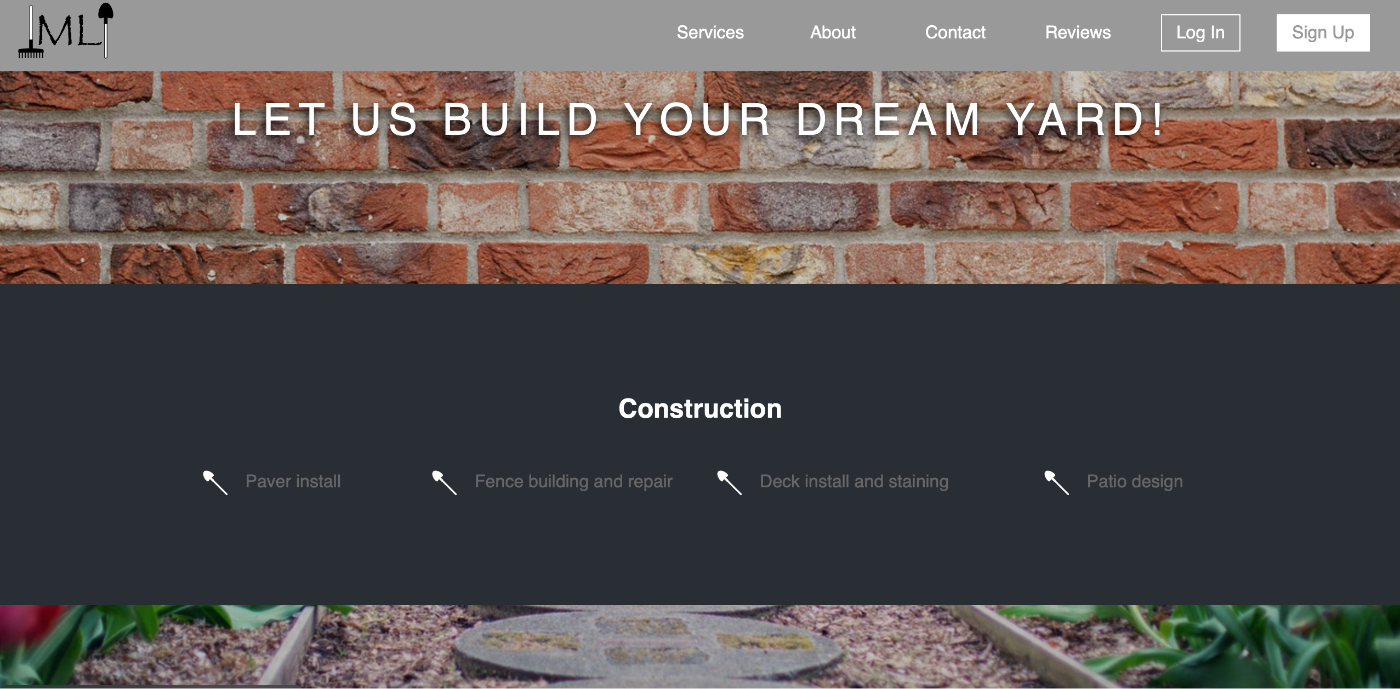 ML
Services About Contact Reviews Log In Sign Up
LET US BUILD YOUR DREAM YARD!
Construction
Paver install Fence building and repair Deck install and staining Patio design